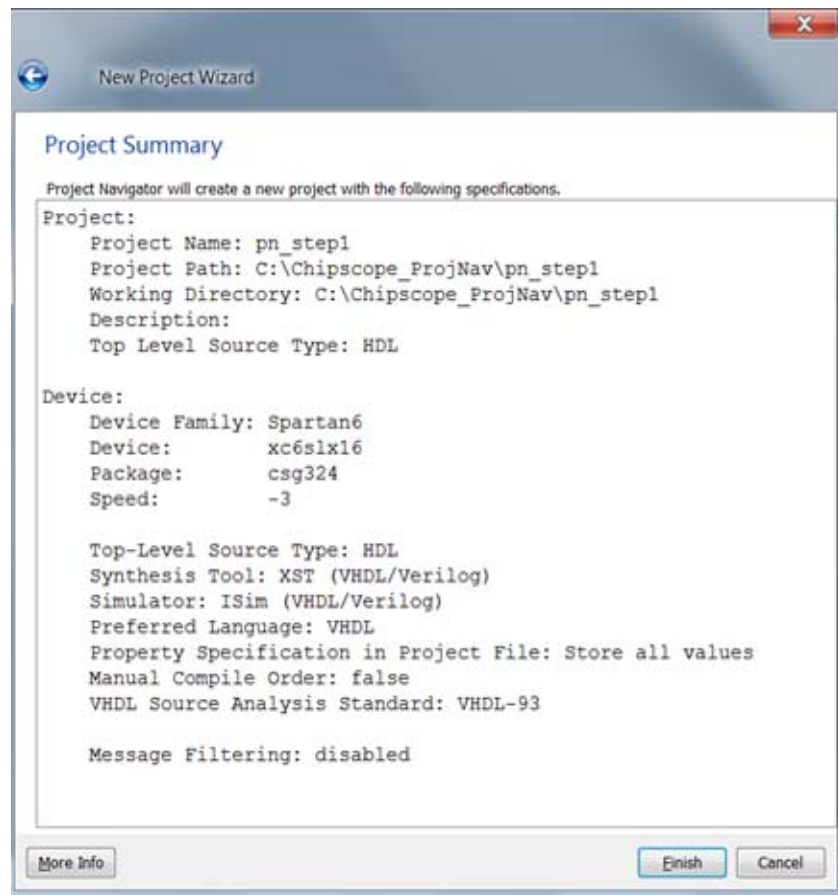 New Project Wizard
Project Summary
Project Navigator will create a new project with the following specifications.
Project:
Project Name: pn_step1
Project Path: C:\Chipscope_ProjNav\pn_step1
Working Directory: C:\Chipscope_ProjNav\pn_step1
Description:
Top Level Source Type: HDL
Device:
Device Family: Spartan6
Device: xc6slx16
Package: csg324
Speed: -3
Top-Level Source Type: HDL
Synthesis Tool: XST (VHDL/Verilog)
Simulator: ISim (VHDL/Verilog)
Preferred Language: VHDL
Property Specification in Project File: Store all values
Manual Compile Order: false
VHDL Source Analysis Standard: VHDL-93
Message Filtering: disabled
More Info Finish Cancel